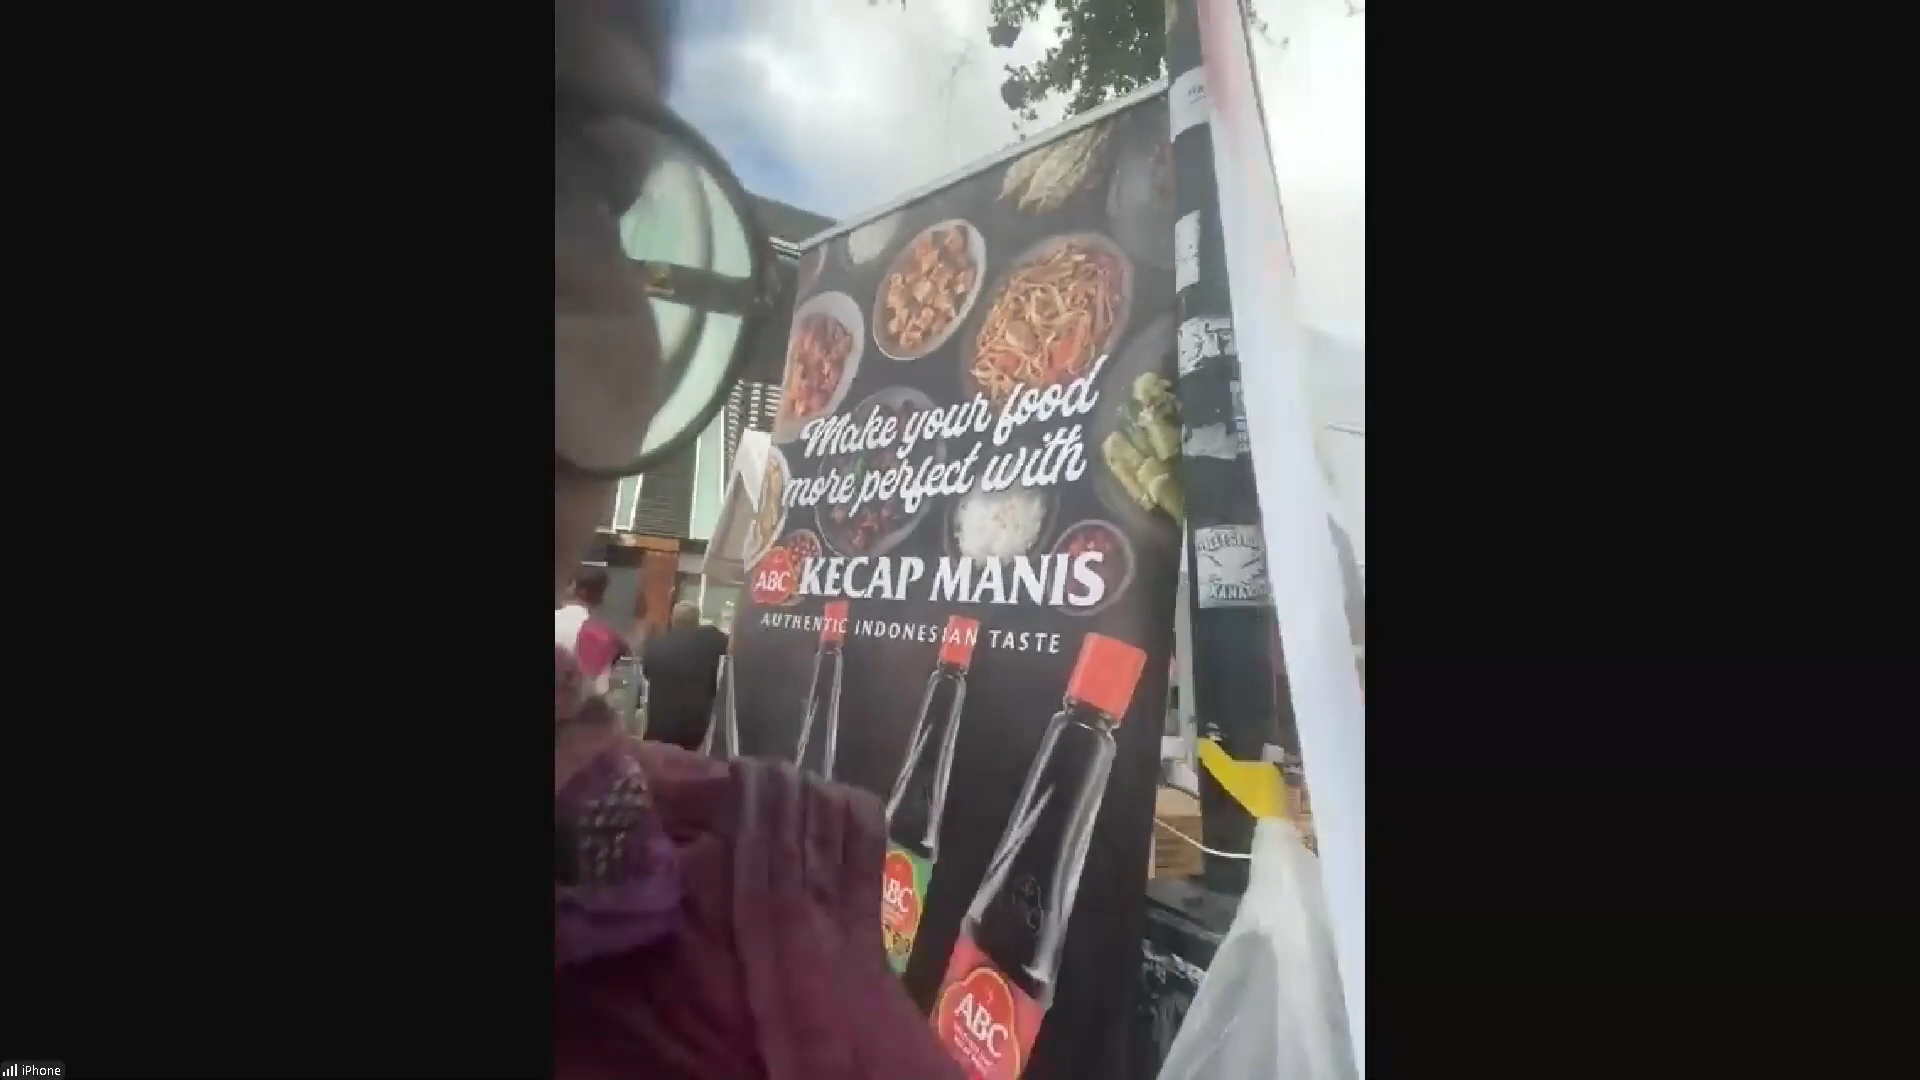 Make your food
more perfect with
ABC KECAP MANIS
AUTHENTIC INDONESIAN TASTE
ABC
ABC
iPhone